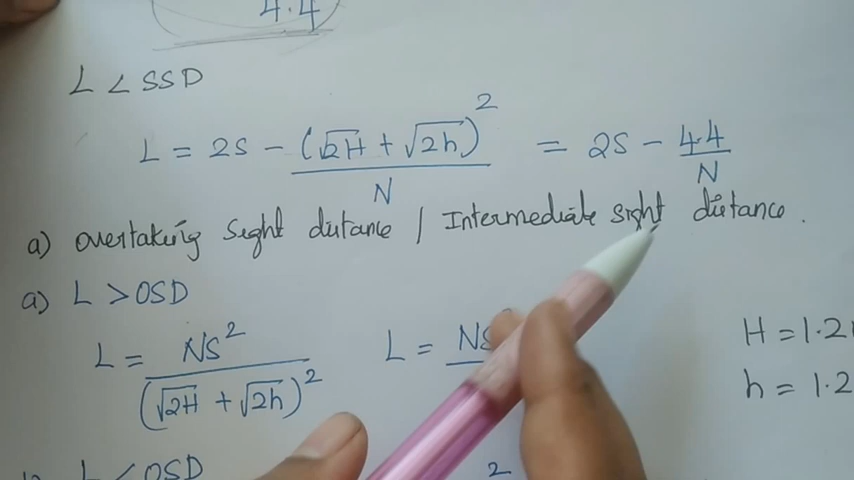 4.4
L < SSD
L = 2S - (√2H + √2h)² / N = 2S - 4.4 / N
a) Overtaking Sight distance / Intermediate sight distance.
a) L > OSD
L = NS² / (√2H + √2h)² L = NS H = 1.2
h = 1.2
L < OSD 2